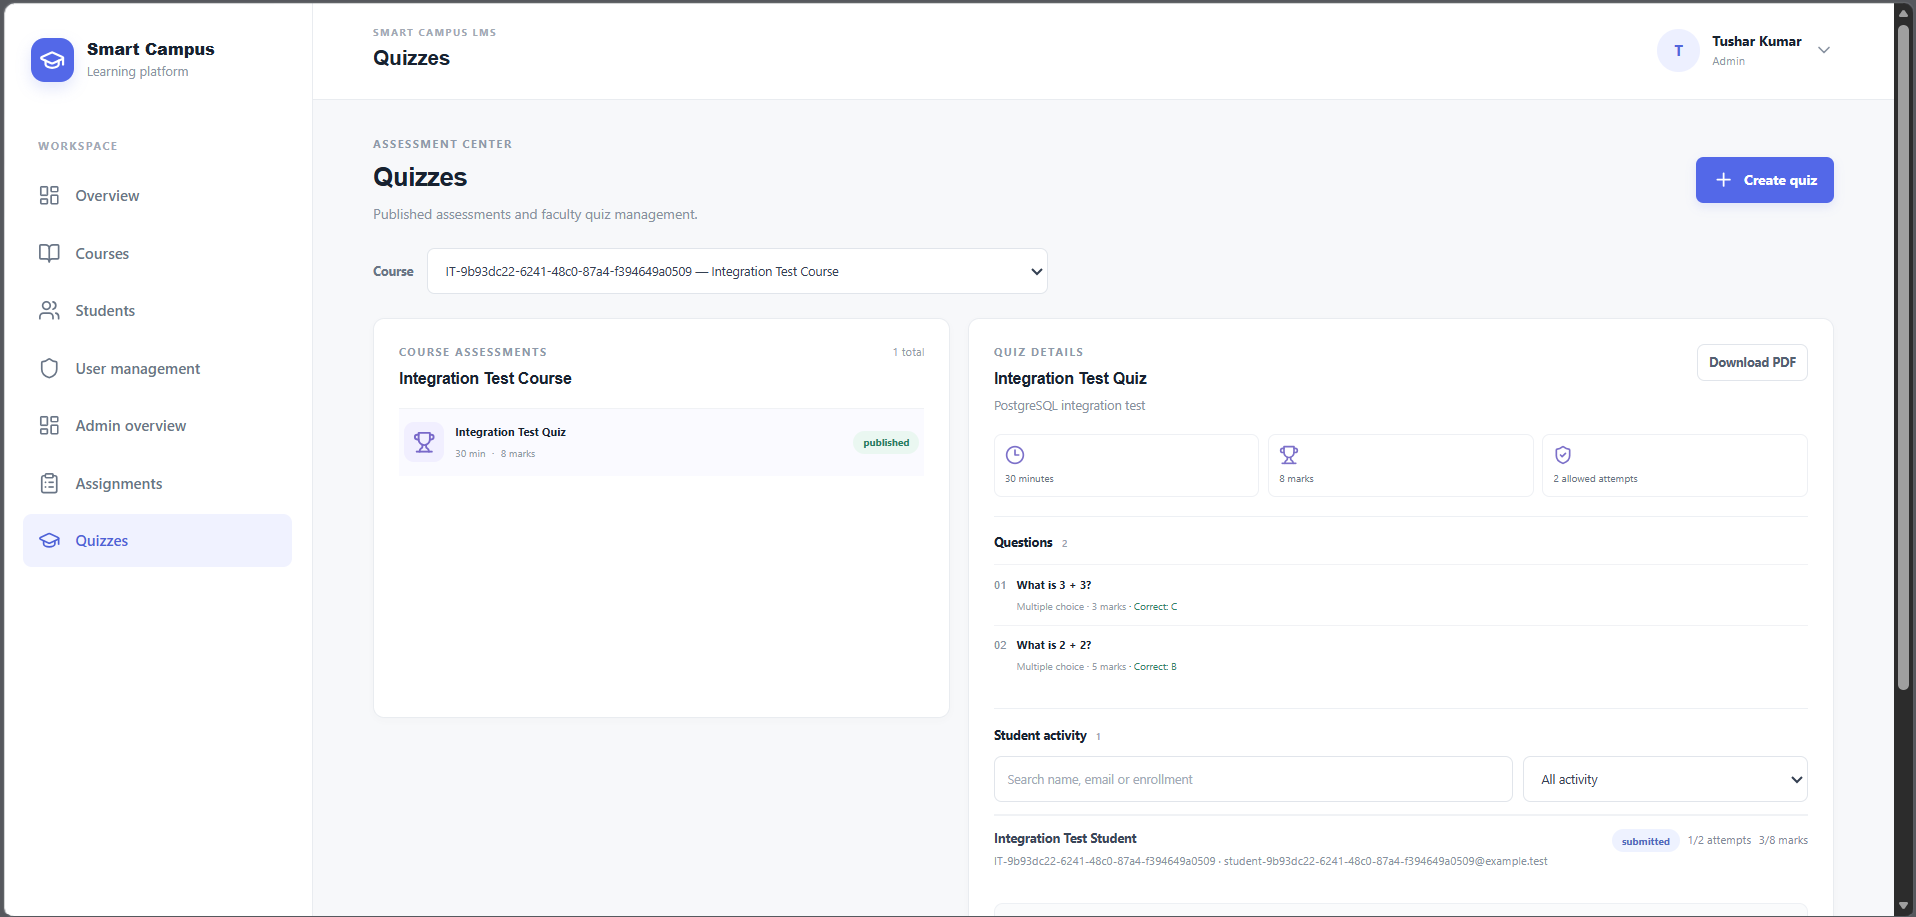 Smart Campus
Learning platform
WORKSPACE
Overview
Courses
Students
User management
Admin overview
Assignments
Quizzes
SMART CAMPUS LMS
Quizzes
T
Tushar Kumar
Admin
ASSESSMENT CENTER
Quizzes
Published assessments and faculty quiz management.
Create quiz
Course
IT-9b93dc22-6241-48c0-87a4-f394649a0509 — Integration Test Course
COURSE ASSESSMENTS
1 total
Integration Test Course
Integration Test Quiz
30 min · 8 marks
published
QUIZ DETAILS
Integration Test Quiz
PostgreSQL integration test
Download PDF
30 minutes
8 marks
2 allowed attempts
Questions 2
01 What is 3 + 3?
Multiple choice · 3 marks · Correct: C
02 What is 2 + 2?
Multiple choice · 5 marks · Correct: B
Student activity 1
Search name, email or enrollment
All activity
Integration Test Student
submitted 1/2 attempts 3/8 marks
IT-9b93dc22-6241-48c0-87a4-f394649a0509 · student-9b93dc22-6241-48c0-87a4-f394649a0509@example.test